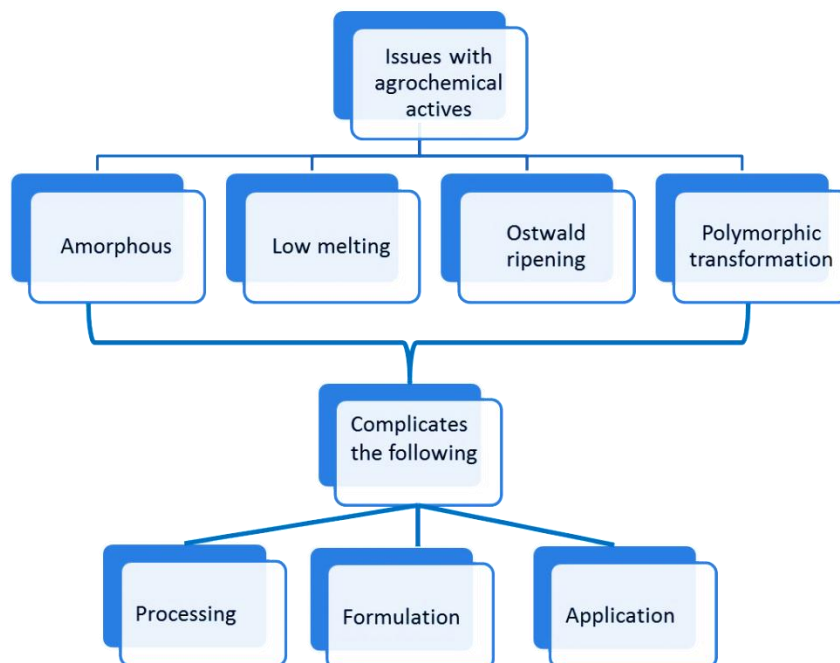 Issues with
agrochemical
actives
Amorphous
Low melting
Ostwald
ripening
Polymorphic
transformation
Complicates
the following
Processing
Formulation
Application